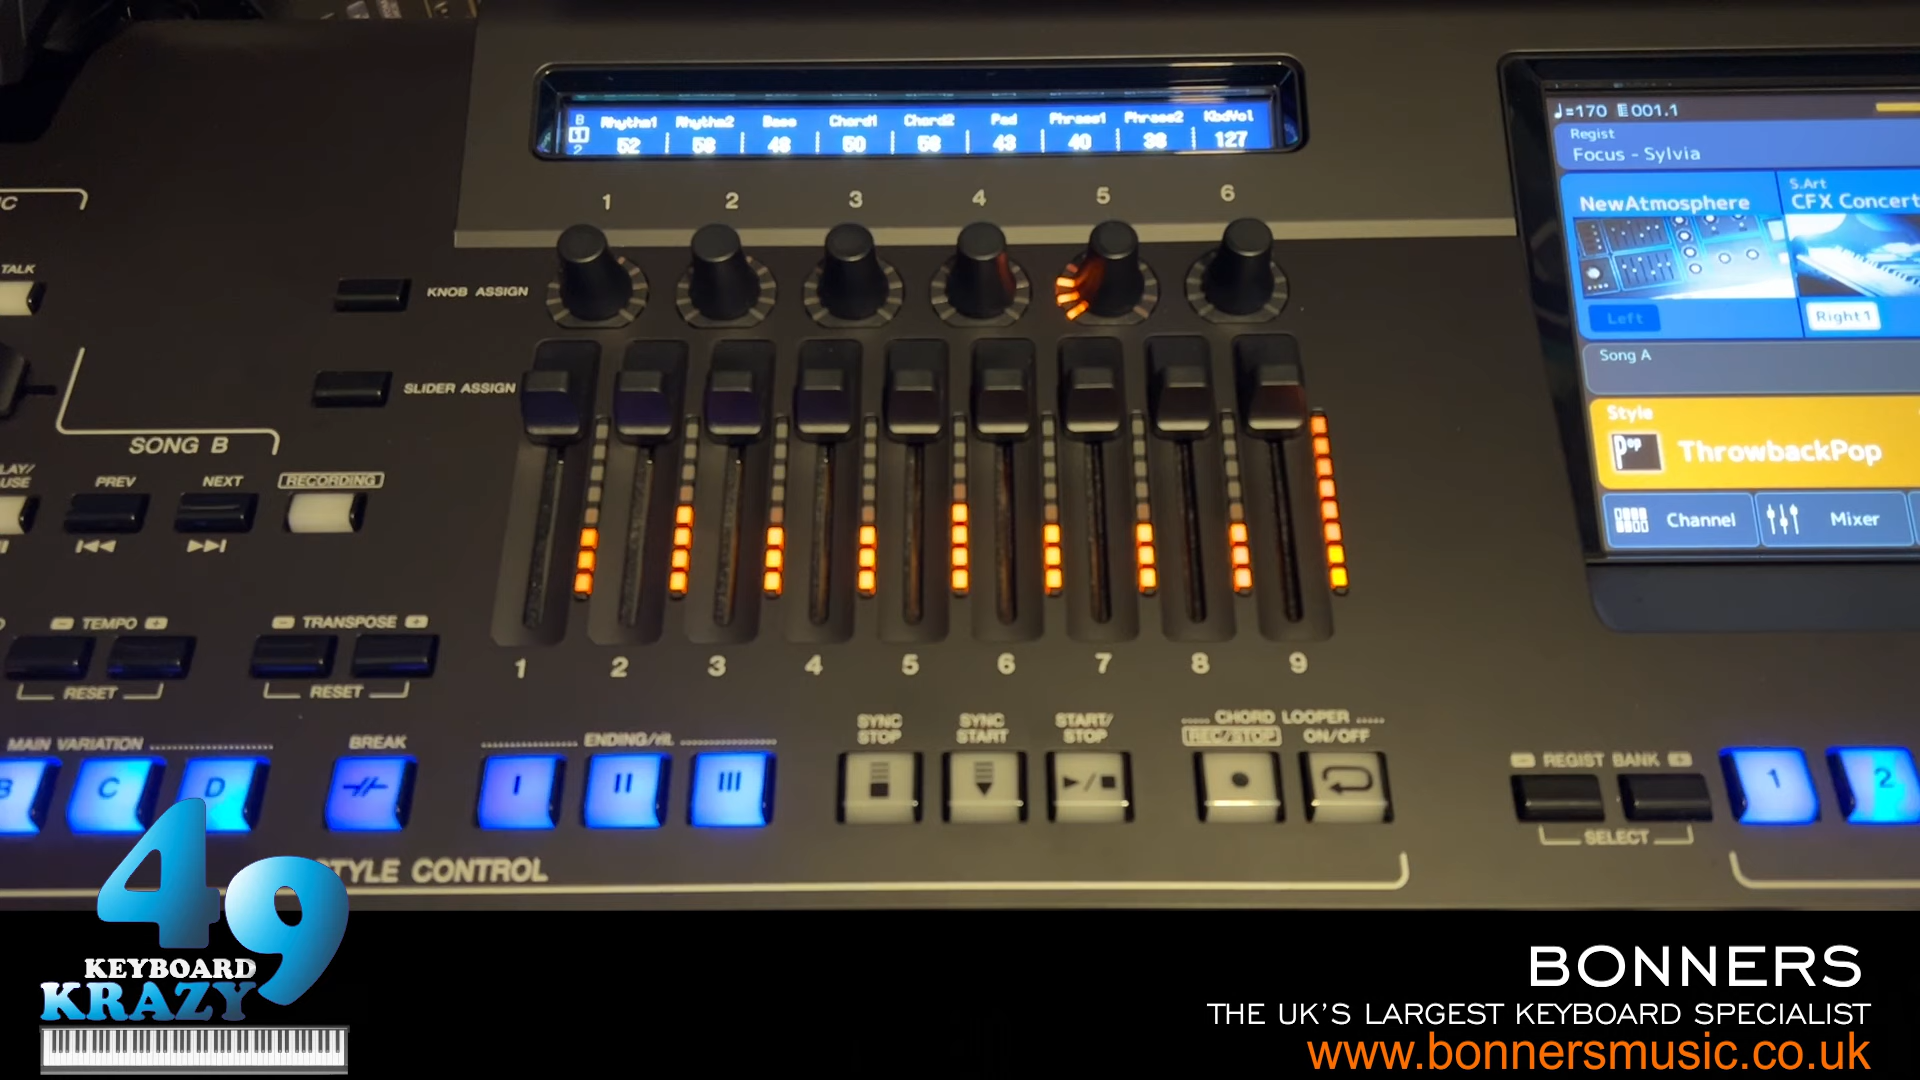 B Rhythm1 Rhythm2 Bass Chord1 Chord2 Pad Phrase1 Phrase2 KbdVol
1
2 52 58 48 50 58 43 40 38 127
1 2 3 4 5 6
TALK
KNOB ASSIGN
SLIDER ASSIGN
SONG B
PREV NEXT RECORDING
TEMPO
RESET
TRANSPOSE
RESET
1 2 3 4 5 6 7 8 9
MAIN VARIATION
B C D
BREAK
ENDING/rit.
I II III
SYNC STOP
SYNC START
START/STOP
CHORD LOOPER
REC/STOP ON/OFF
REGIST BANK
SELECT
1 2
STYLE CONTROL
=170 001.1
Regist
Focus - Sylvia
NewAtmosphere
S.Art
CFX Concert
Left
Right1
Song A
Style
Pop
ThrowbackPop
Channel
Mixer
49
KEYBOARD
KRAZY
BONNERS
THE UK'S LARGEST KEYBOARD SPECIALIST
www.bonnersmusic.co.uk